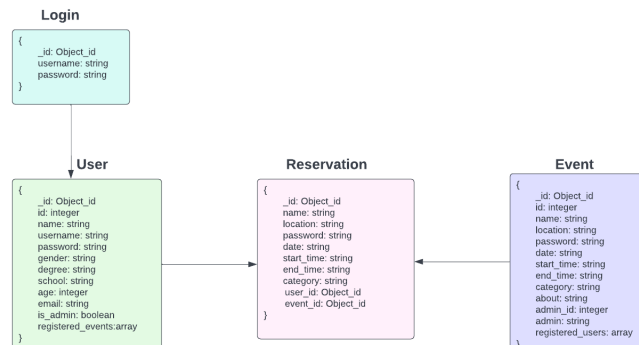 Login
{
_id: Object_id
username: string
password: string
}
User
{
_id: Object_id
id: integer
name: string
username: string
password: string
gender: string
degree: string
school: string
age: integer
email: string
is_admin: boolean
registered_events:array
}
Reservation
{
_id: Object_id
name: string
location: string
password: string
date: string
start_time: string
end_time: string
category: string
user_id: Object_id
event_id: Object_id
}
Event
{
_id: Object_id
id: integer
name: string
location: string
password: string
date: string
start_time: string
end_time: string
category: string
about: string
admin_id: integer
admin: string
registered_users: array
}